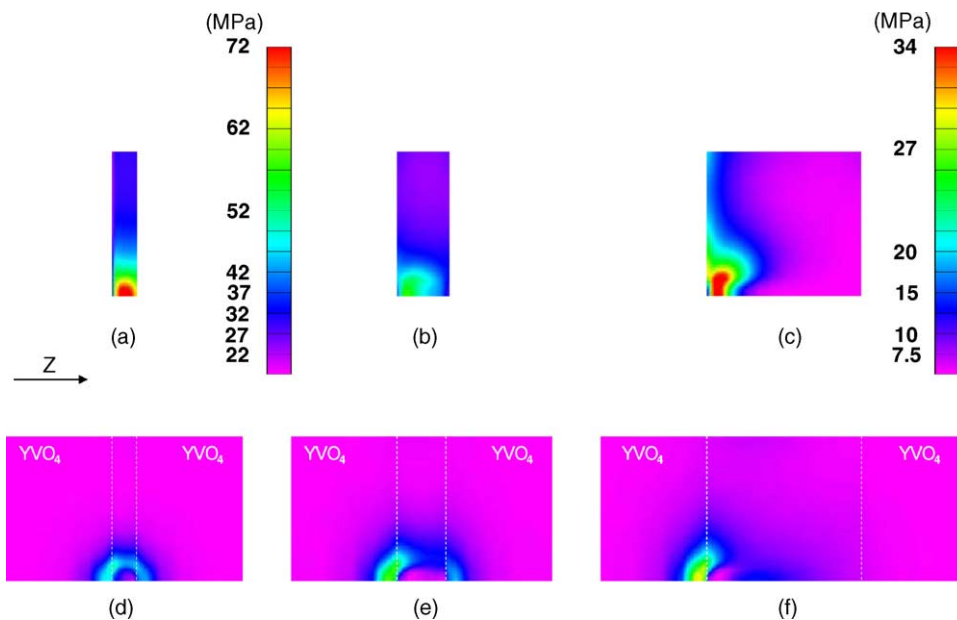 (MPa)
72
62
52
42
37
32
27
22
(MPa)
34
27
20
15
10
7.5
(a)
(b)
(c)
Z
YVO₄ YVO₄
YVO₄ YVO₄
YVO₄ YVO₄
(d)
(e)
(f)